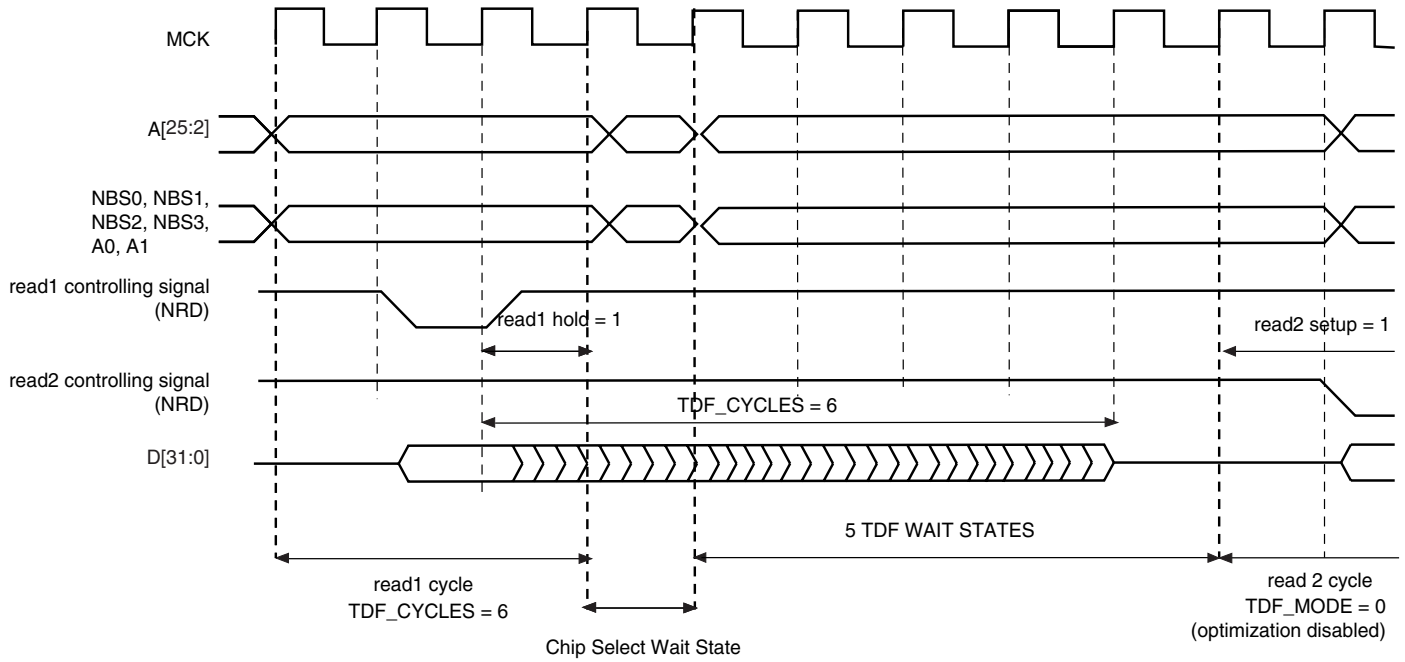 MCK
A[25:2]
NBS0, NBS1,
NBS2, NBS3,
A0, A1
read1 controlling signal
(NRD)
read1 hold = 1
read2 setup = 1
read2 controlling signal
(NRD)
TDF_CYCLES = 6
D[31:0]
5 TDF WAIT STATES
read1 cycle
TDF_CYCLES = 6
Chip Select Wait State
read 2 cycle
TDF_MODE = 0
(optimization disabled)